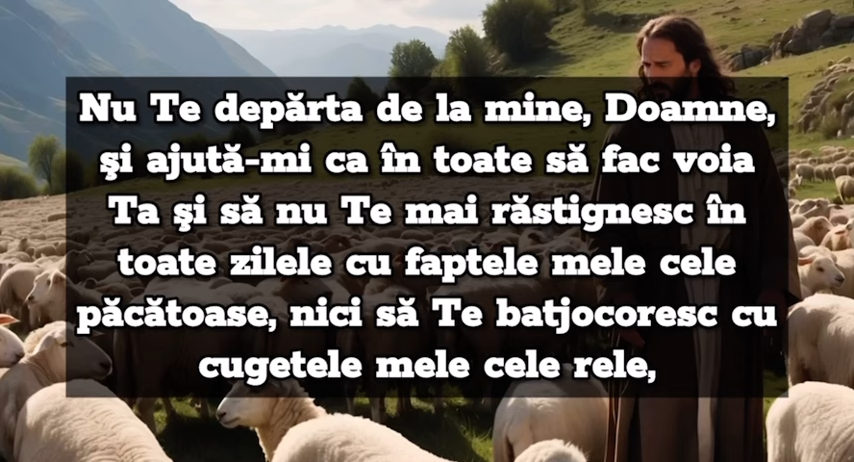 Nu Te depărta de la mine, Doamne,
şi ajută-mi ca în toate să fac voia
Ta şi să nu Te mai răstignesc în
toate zilele cu faptele mele cele
păcătoase, nici să Te batjocoresc cu
cugetele mele cele rele,